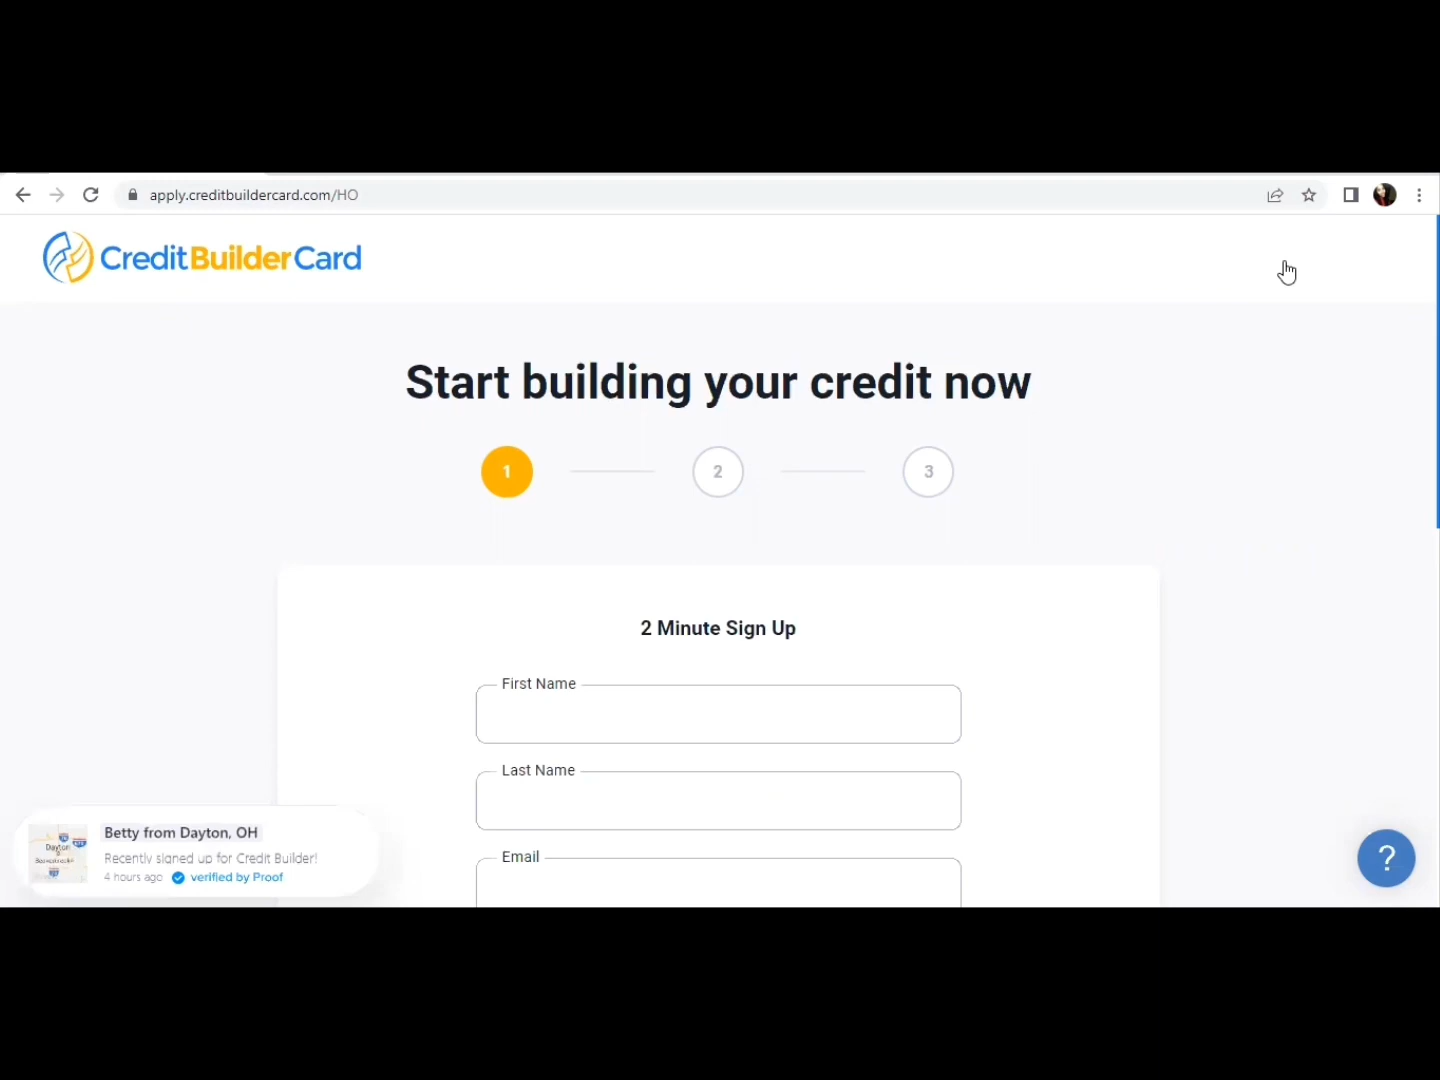 apply.creditbuildercard.com/HO
CreditBuilderCard
Start building your credit now
1
2
3
2 Minute Sign Up
First Name
Last Name
Email
Betty from Dayton, OH
Recently signed up for Credit Builder!
4 hours ago verified by Proof
Dayton
?